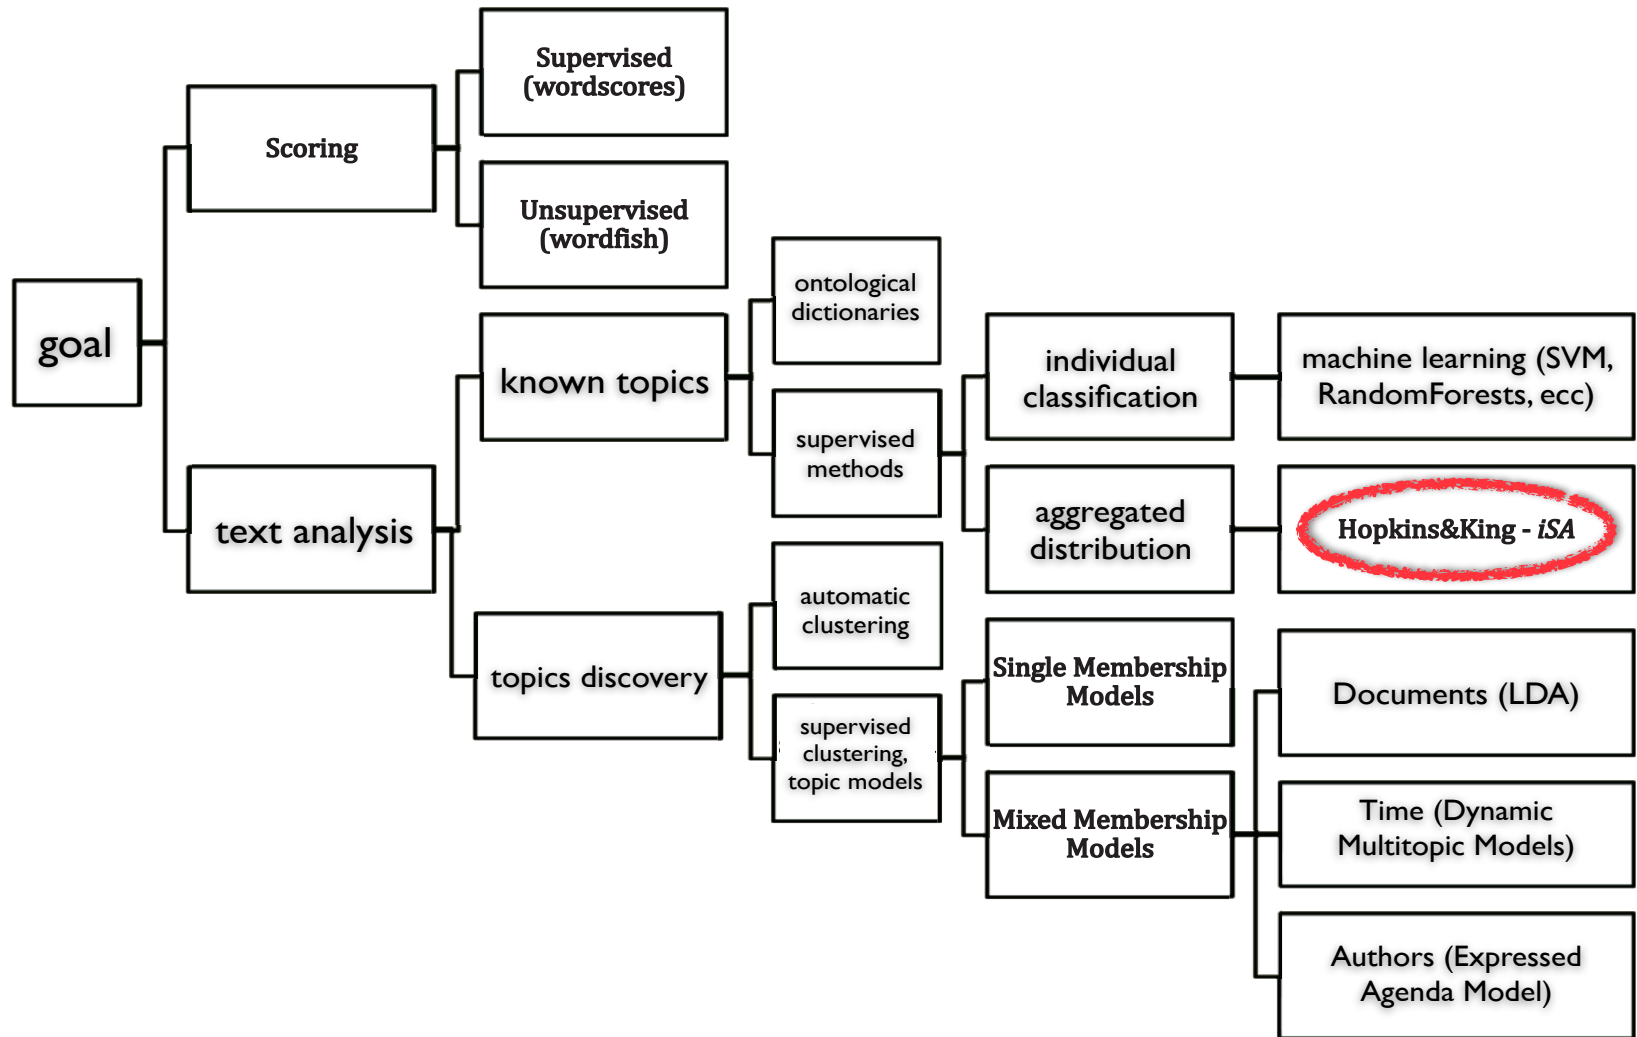 Supervised
(wordscores)
Scoring
Unsupervised
(wordfish)
goal
text analysis
known topics
topics discovery
ontological
dictionaries
supervised
methods
automatic
clustering
supervised
clustering,
topic models
individual
classification
aggregated
distribution
Single Membership
Models
Mixed Membership
Models
machine learning (SVM,
RandomForests, ecc)
Hopkins&King - iSA
Documents (LDA)
Time (Dynamic
Multitopic Models)
Authors (Expressed
Agenda Model)